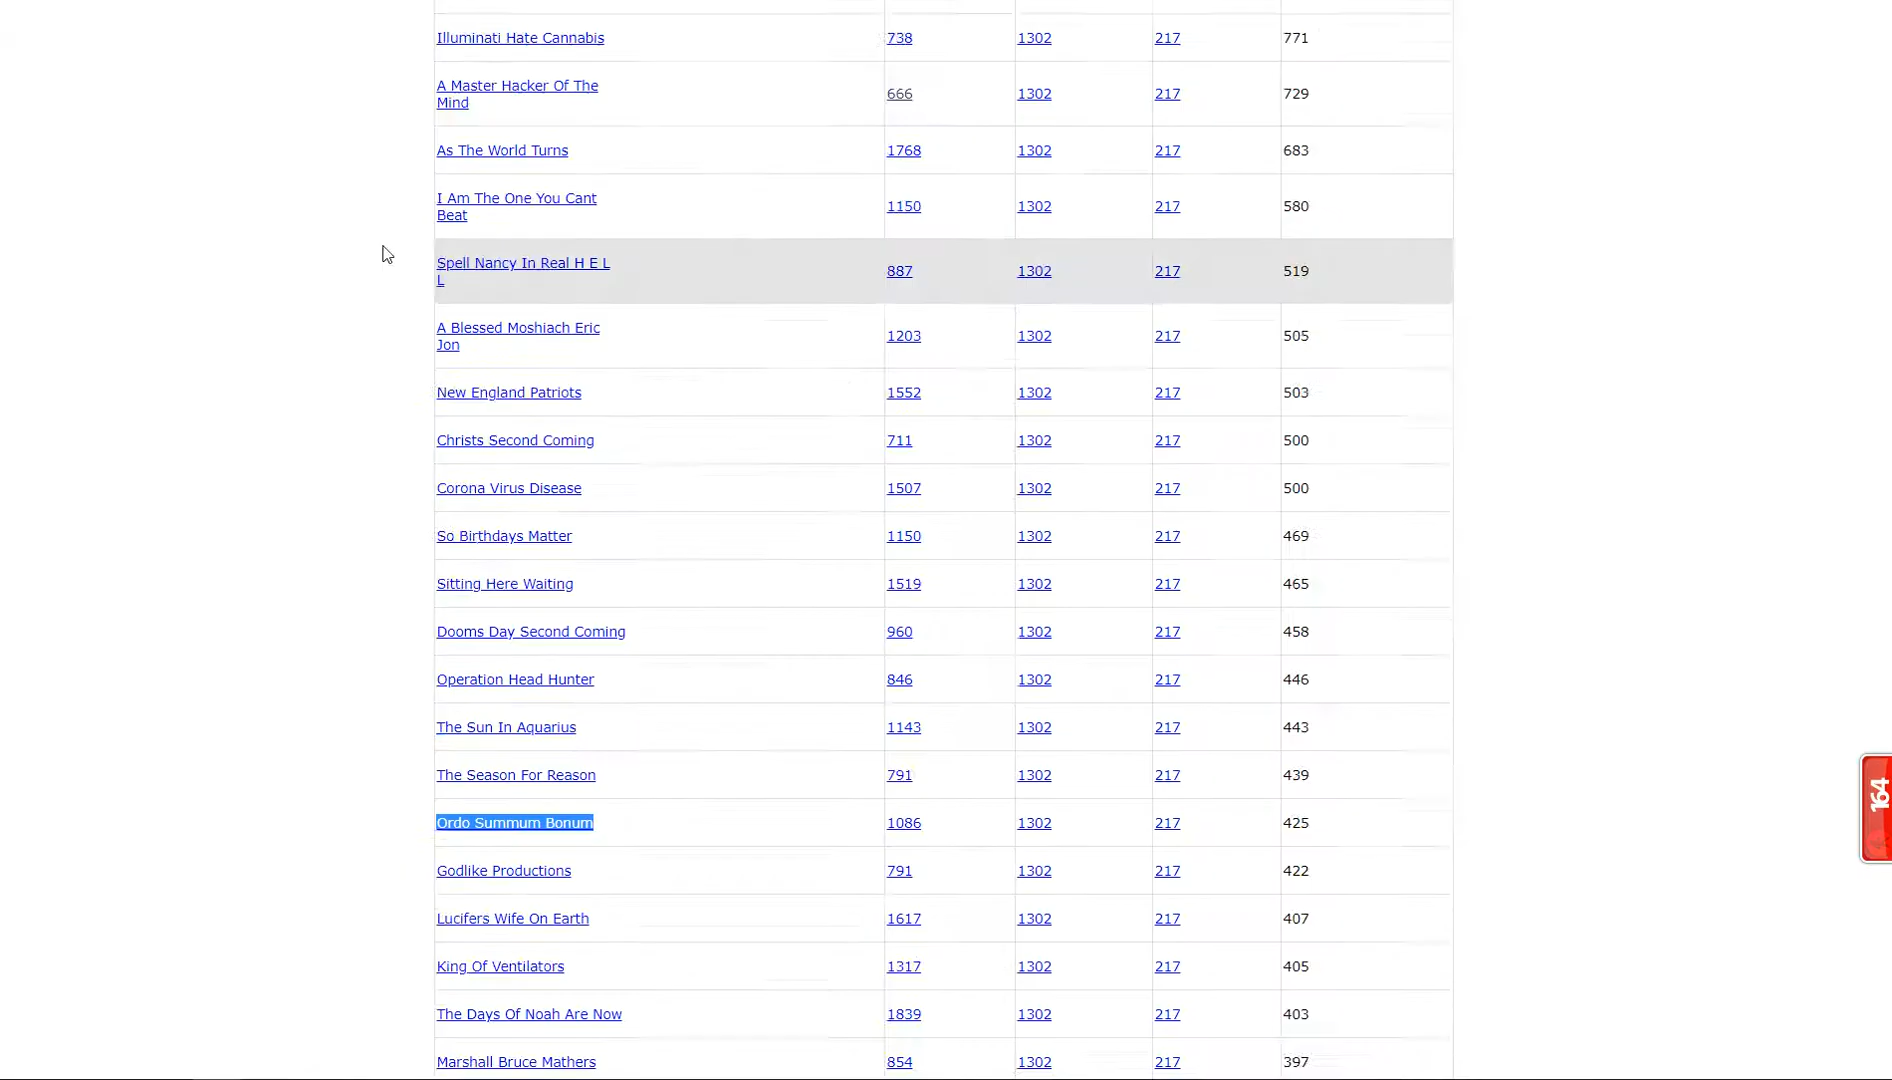 Illuminati Hate Cannabis 738 1302 217 771
A Master Hacker Of The
Mind 666 1302 217 729
As The World Turns 1768 1302 217 683
I Am The One You Cant
Beat 1150 1302 217 580
Spell Nancy In Real H E L
L 887 1302 217 519
A Blessed Moshiach Eric
Jon 1203 1302 217 505
New England Patriots 1552 1302 217 503
Christs Second Coming 711 1302 217 500
Corona Virus Disease 1507 1302 217 500
So Birthdays Matter 1150 1302 217 469
Sitting Here Waiting 1519 1302 217 465
Dooms Day Second Coming 960 1302 217 458
Operation Head Hunter 846 1302 217 446
The Sun In Aquarius 1143 1302 217 443
The Season For Reason 791 1302 217 439
164
Ordo Summum Bonum 1086 1302 217 425
Godlike Productions 791 1302 217 422
Lucifers Wife On Earth 1617 1302 217 407
King Of Ventilators 1317 1302 217 405
The Days Of Noah Are Now 1839 1302 217 403
Marshall Bruce Mathers 854 1302 217 397